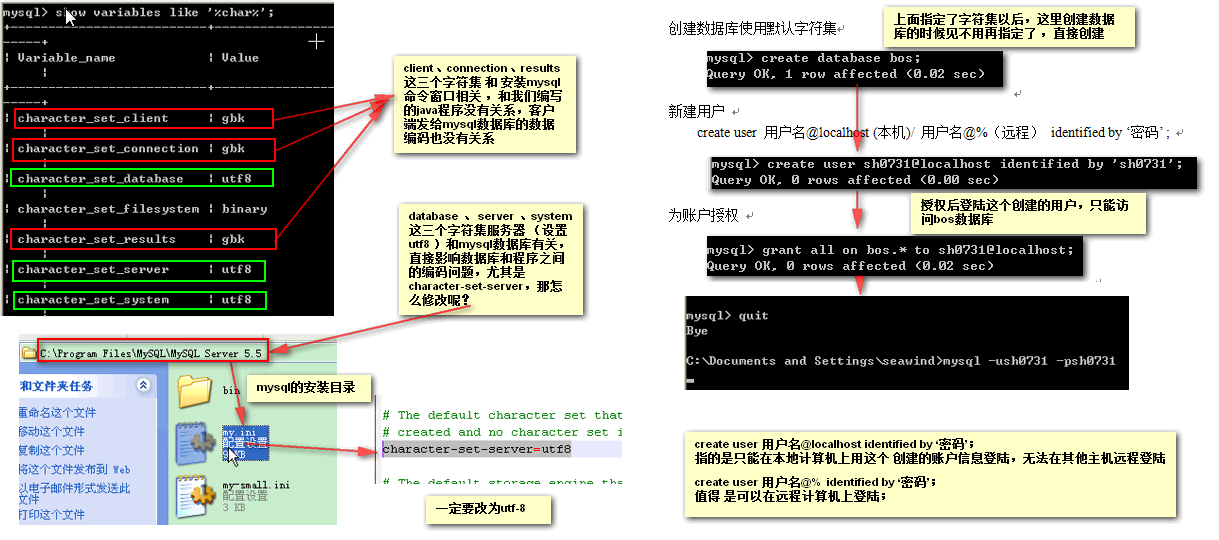 mysql> show variables like '%char%';
Variable_name | Value
character_set_client | gbk
character_set_connection | gbk
character_set_database | utf8
character_set_filesystem | binary
character_set_results | gbk
character_set_server | utf8
character_set_system | utf8
client 、connection 、results
这三个字符集 和 安装mysql
命令窗口相关 ，和我们编写
的java程序没有关系，客户
端发给mysql数据库的数据
编码也没有关系
database 、 server 、system
这三个字符集服务器 （ 设置
utf8 ）和mysql数据库有关，
直接影响数据库和程序之间
的编码问题，尤其是
character-set-server，那怎
么修改呢？
C:\Program Files\MySQL\MySQL Server 5.5
和文件夹任务
重命名这个文件
移动这个文件
复制这个文件
将这个文件发布到 Web
以电子邮件形式发送此
文件
打印这个文件
bin
my.ini
配置设置
9 KB
my-small.ini
配置设置
3 KB
mysql的安装目录
# The default character set that
# created and no character set i
character-set-server=utf8
# The default storage engine tha
一定要改为utf-8
创建数据库使用默认字符集
上面指定了字符集以后，这里创建数据
库的时候见不用再指定了 ，直接创建
mysql> create database bos;
Query OK, 1 row affected (0.02 sec)
新建用户
create user 用户名@localhost (本机)/ 用户名@%（远程） identified by ‘密码’ ;
mysql> create user sh0731@localhost identified by 'sh0731';
Query OK, 0 rows affected (0.00 sec)
为账户授权
授权后登陆这个创建的用户，只能访
问bos数据库
mysql> grant all on bos.* to sh0731@localhost;
Query OK, 0 rows affected (0.02 sec)
mysql> quit
Bye
C:\Documents and Settings\seawind>mysql -ush0731 -psh0731
create user 用户名@localhost identified by ‘密码’；
指的是只能在本地计算机上用这个 创建的账户信息登陆，无法在其他主机远程登陆
create user 用户名@% identified by ‘密码’；
值得 是可以在远程计算机上登陆；